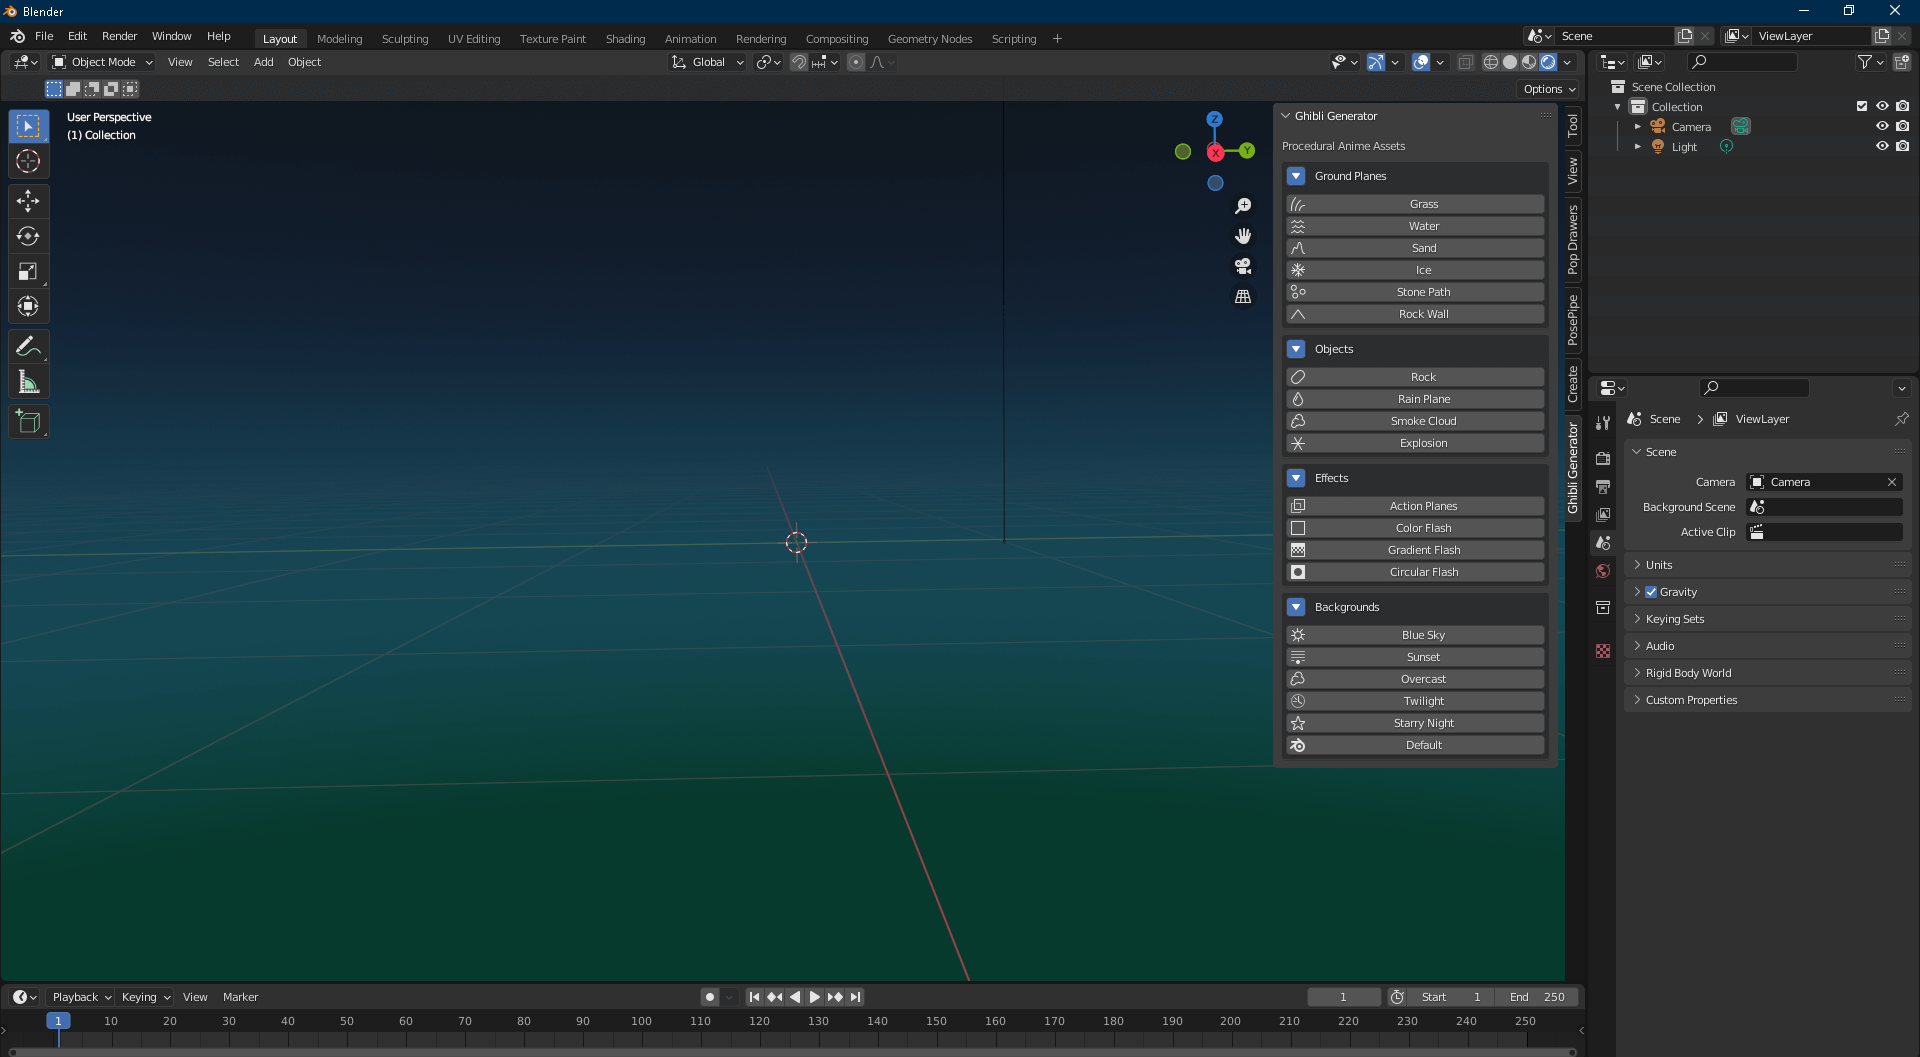 Blender
File Edit Render Window Help Layout Modeling Sculpting UV Editing Texture Paint Shading Animation Rendering Compositing Geometry Nodes Scripting + Scene ViewLayer
Object Mode View Select Add Object Global
Options
User Perspective
(1) Collection
Z
Y
X
Ghibli Generator
Procedural Anime Assets
Ground Planes
Grass
Water
Sand
Ice
Stone Path
Rock Wall
Objects
Rock
Rain Plane
Smoke Cloud
Explosion
Effects
Action Planes
Color Flash
Gradient Flash
Circular Flash
Backgrounds
Blue Sky
Sunset
Overcast
Twilight
Starry Night
Default
Tool
View
Pop Drawers
PosePipe
Create
Ghibli Generator
Scene Collection
Collection
Camera
Light
Scene ViewLayer
Scene
Camera Camera
Background Scene
Active Clip
Units
Gravity
Keying Sets
Audio
Rigid Body World
Custom Properties
Playback Keying View Marker 1 Start 1 End 250
1 10 20 30 40 50 60 70 80 90 100 110 120 130 140 150 160 170 180 190 200 210 220 230 240 250